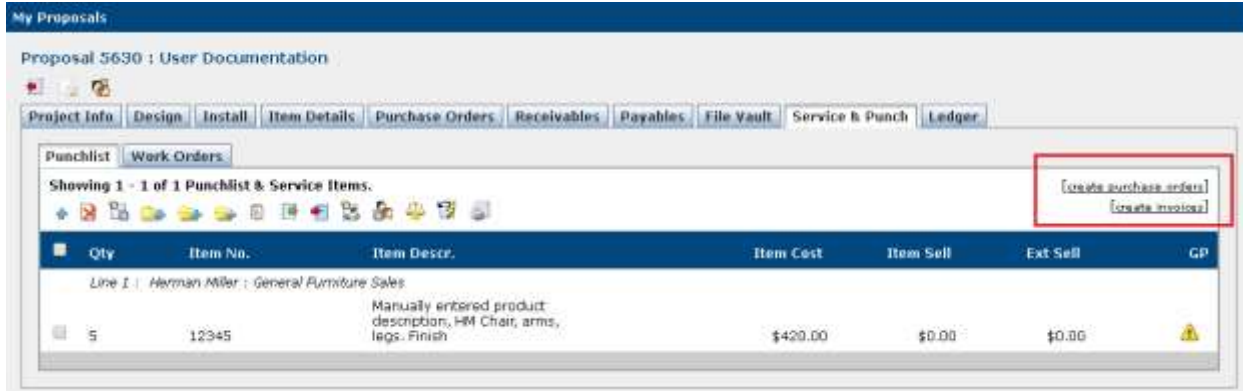 My Proposals
Proposal 5630 : User Documentation
Project Info Design Install Item Details Purchase Orders Receivables Payables File Vault Service & Punch Ledger
Punchlist Work Orders
Showing 1 - 1 of 1 Punchlist & Service Items.
[create purchase orders]
[create invoices]
Qty Item No. Item Descr. Item Cost Item Sell Ext Sell GP
Line 1 : Herman Miller : General Furniture Sales
Manually entered product
description, HM Chair, arms,
5 12345 legs. Finish $420.00 $0.00 $0.00